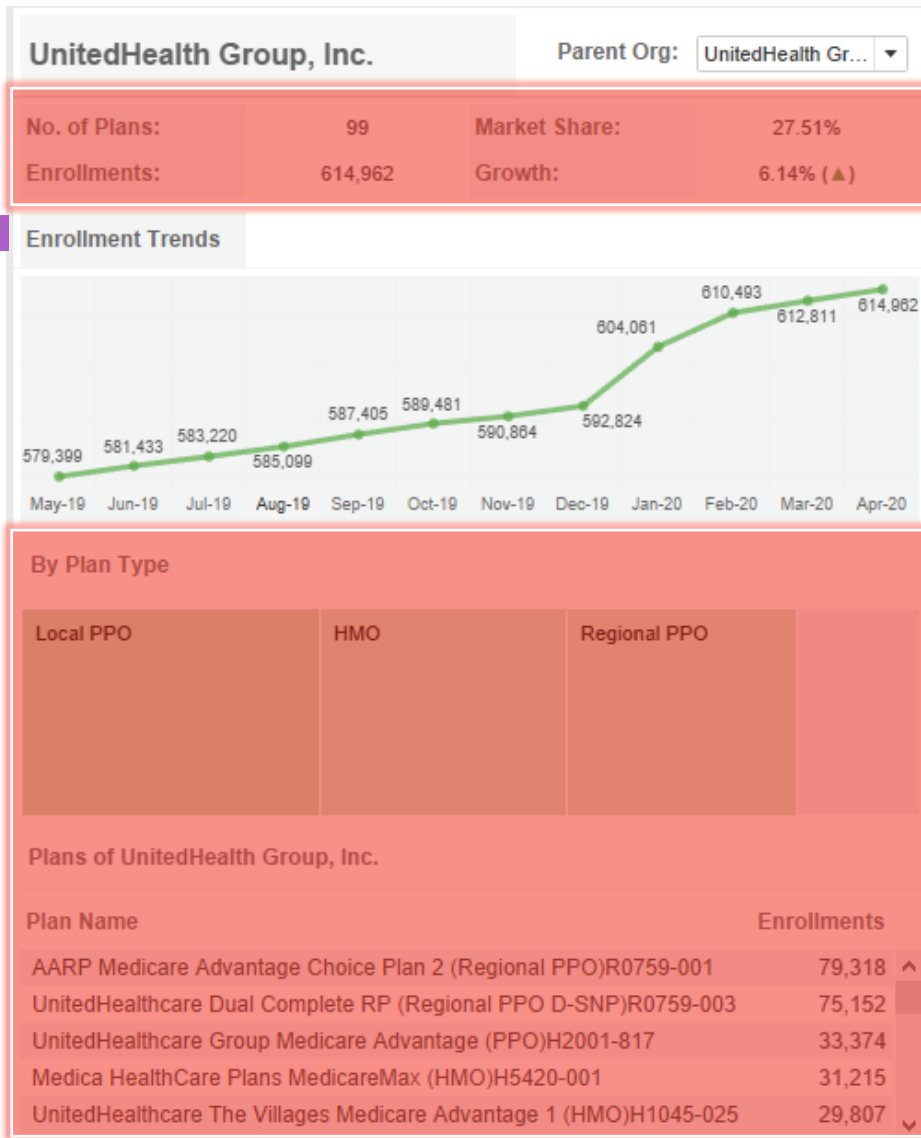 UnitedHealth Group, Inc. Parent Org: UnitedHealth Gr...
No. of Plans: 99 Market Share: 27.51%
Enrollments: 614,962 Growth: 6.14% (▲)
Enrollment Trends
579,399 581,433 583,220 585,099 587,405 589,481 590,864 592,824 604,061 610,493 612,811 614,962
May-19 Jun-19 Jul-19 Aug-19 Sep-19 Oct-19 Nov-19 Dec-19 Jan-20 Feb-20 Mar-20 Apr-20
By Plan Type
Local PPO HMO Regional PPO
Plans of UnitedHealth Group, Inc.
Plan Name Enrollments
AARP Medicare Advantage Choice Plan 2 (Regional PPO)R0759-001 79,318
UnitedHealthcare Dual Complete RP (Regional PPO D-SNP)R0759-003 75,152
UnitedHealthcare Group Medicare Advantage (PPO)H2001-817 33,374
Medica HealthCare Plans MedicareMax (HMO)H5420-001 31,215
UnitedHealthcare The Villages Medicare Advantage 1 (HMO)H1045-025 29,807